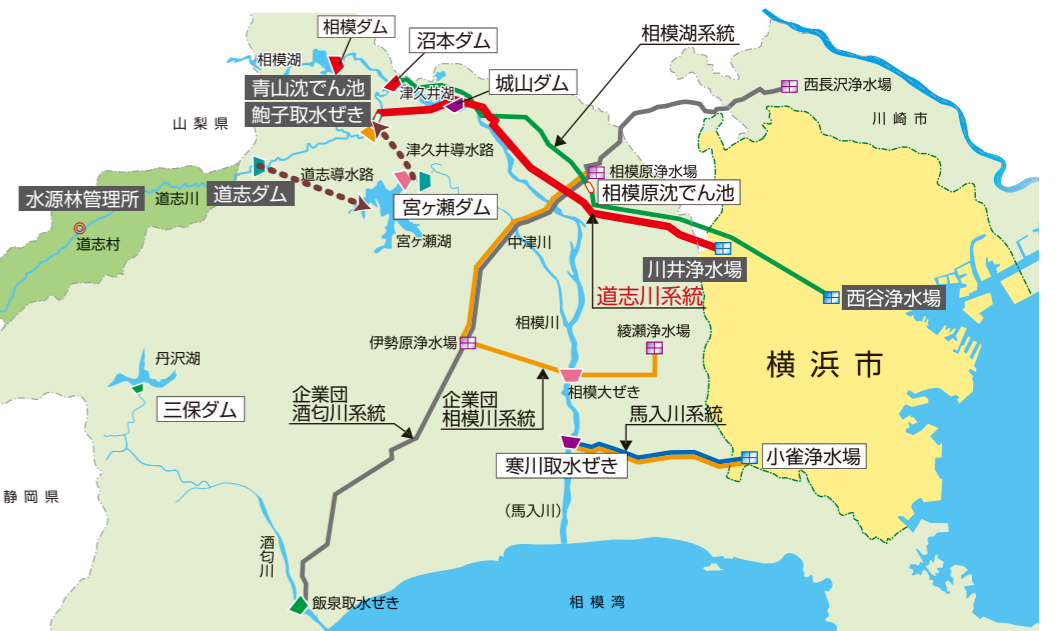 相模ダム
沼本ダム
相模湖系統
相模湖
城山ダム
青山沈でん池
津久井湖
西長沢浄水場
鮑子取水ぜき
川崎市
山梨県
津久井導水路
相模原浄水場
道志導水路
相模原沈でん池
水源林管理所
道志川
道志ダム
宮ヶ瀬ダム
道志村
宮ヶ瀬湖
中津川
川井浄水場
道志川系統
西谷浄水場
相模川
綾瀬浄水場
伊勢原浄水場
横浜市
丹沢湖
相模大ぜき
三保ダム
企業団
酒匂川系統
企業団
相模川系統
馬入川系統
小雀浄水場
寒川取水ぜき
静岡県
(馬入川)
酒匂川
飯泉取水ぜき
相模湾